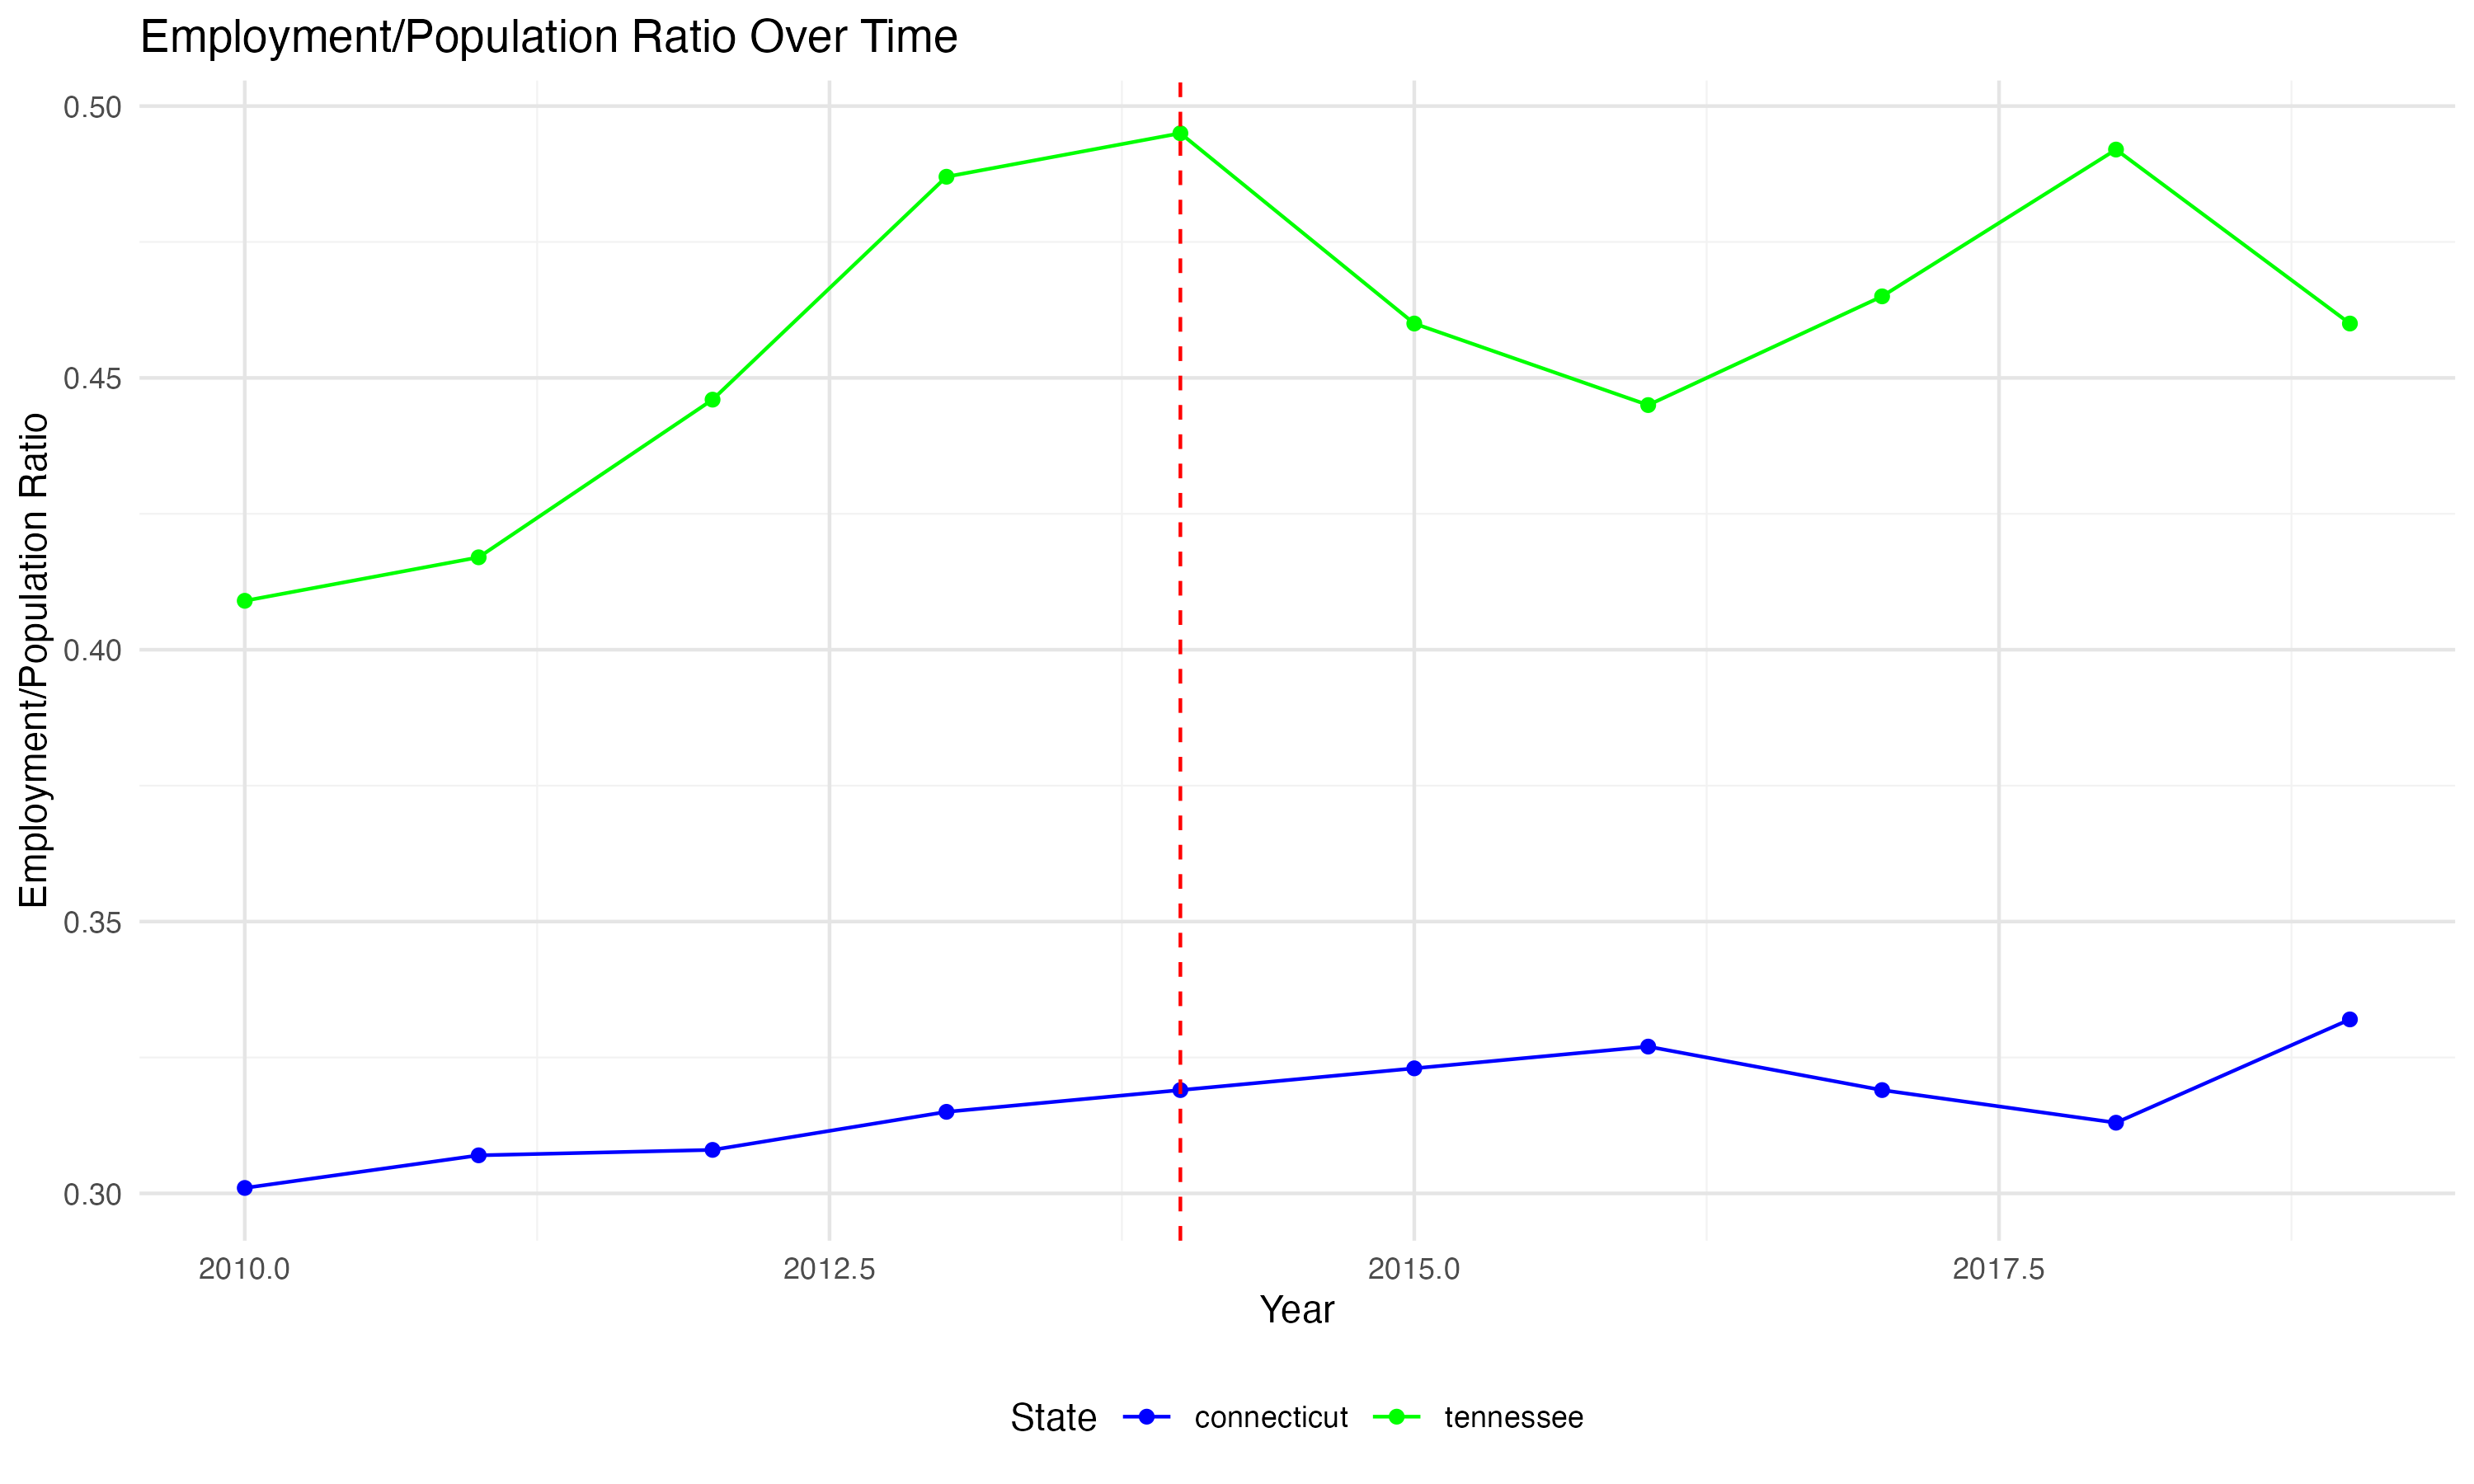 Employment/Population Ratio Over Time
Employment/Population Ratio
0.50
0.45
0.40
0.35
0.30
2010.0 2012.5 2015.0 2017.5
Year
State connecticut tennessee